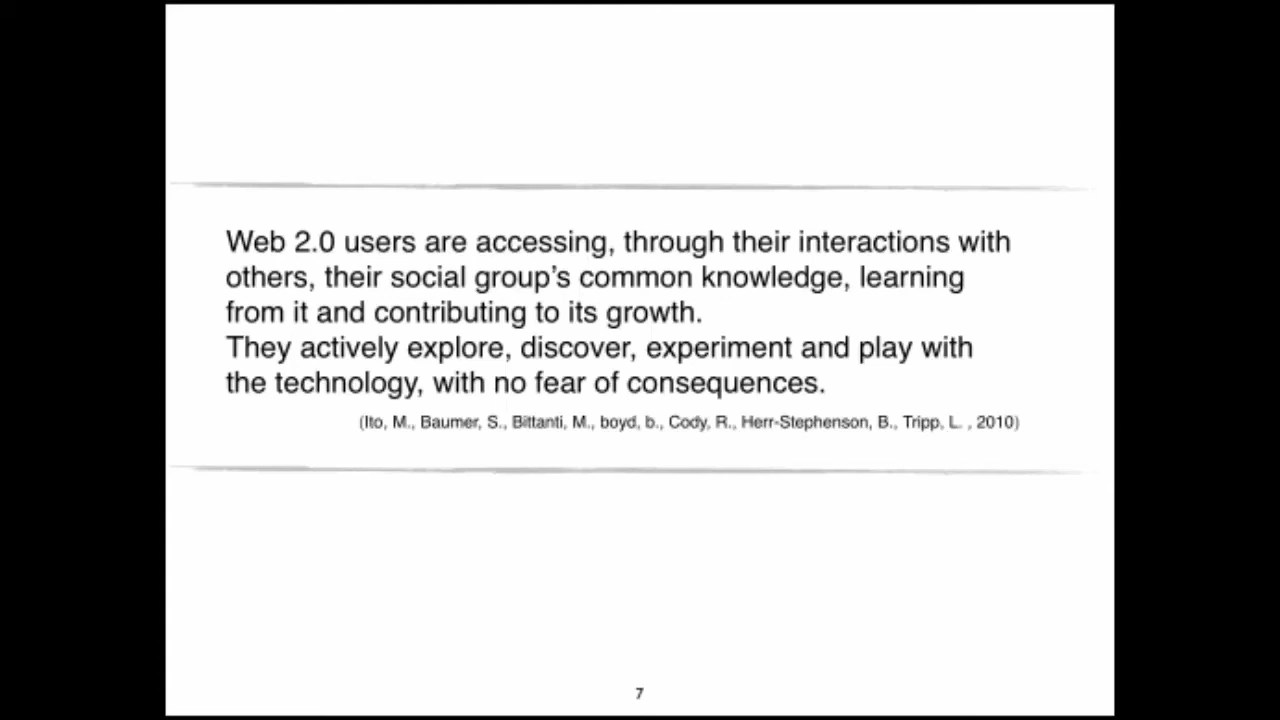 Web 2.0 users are accessing, through their interactions with
others, their social group's common knowledge, learning
from it and contributing to its growth.
They actively explore, discover, experiment and play with
the technology, with no fear of consequences.
(Ito, M., Baumer, S., Bittanti, M., boyd, b., Cody, R., Herr-Stephenson, B., Tripp, L. , 2010)
7